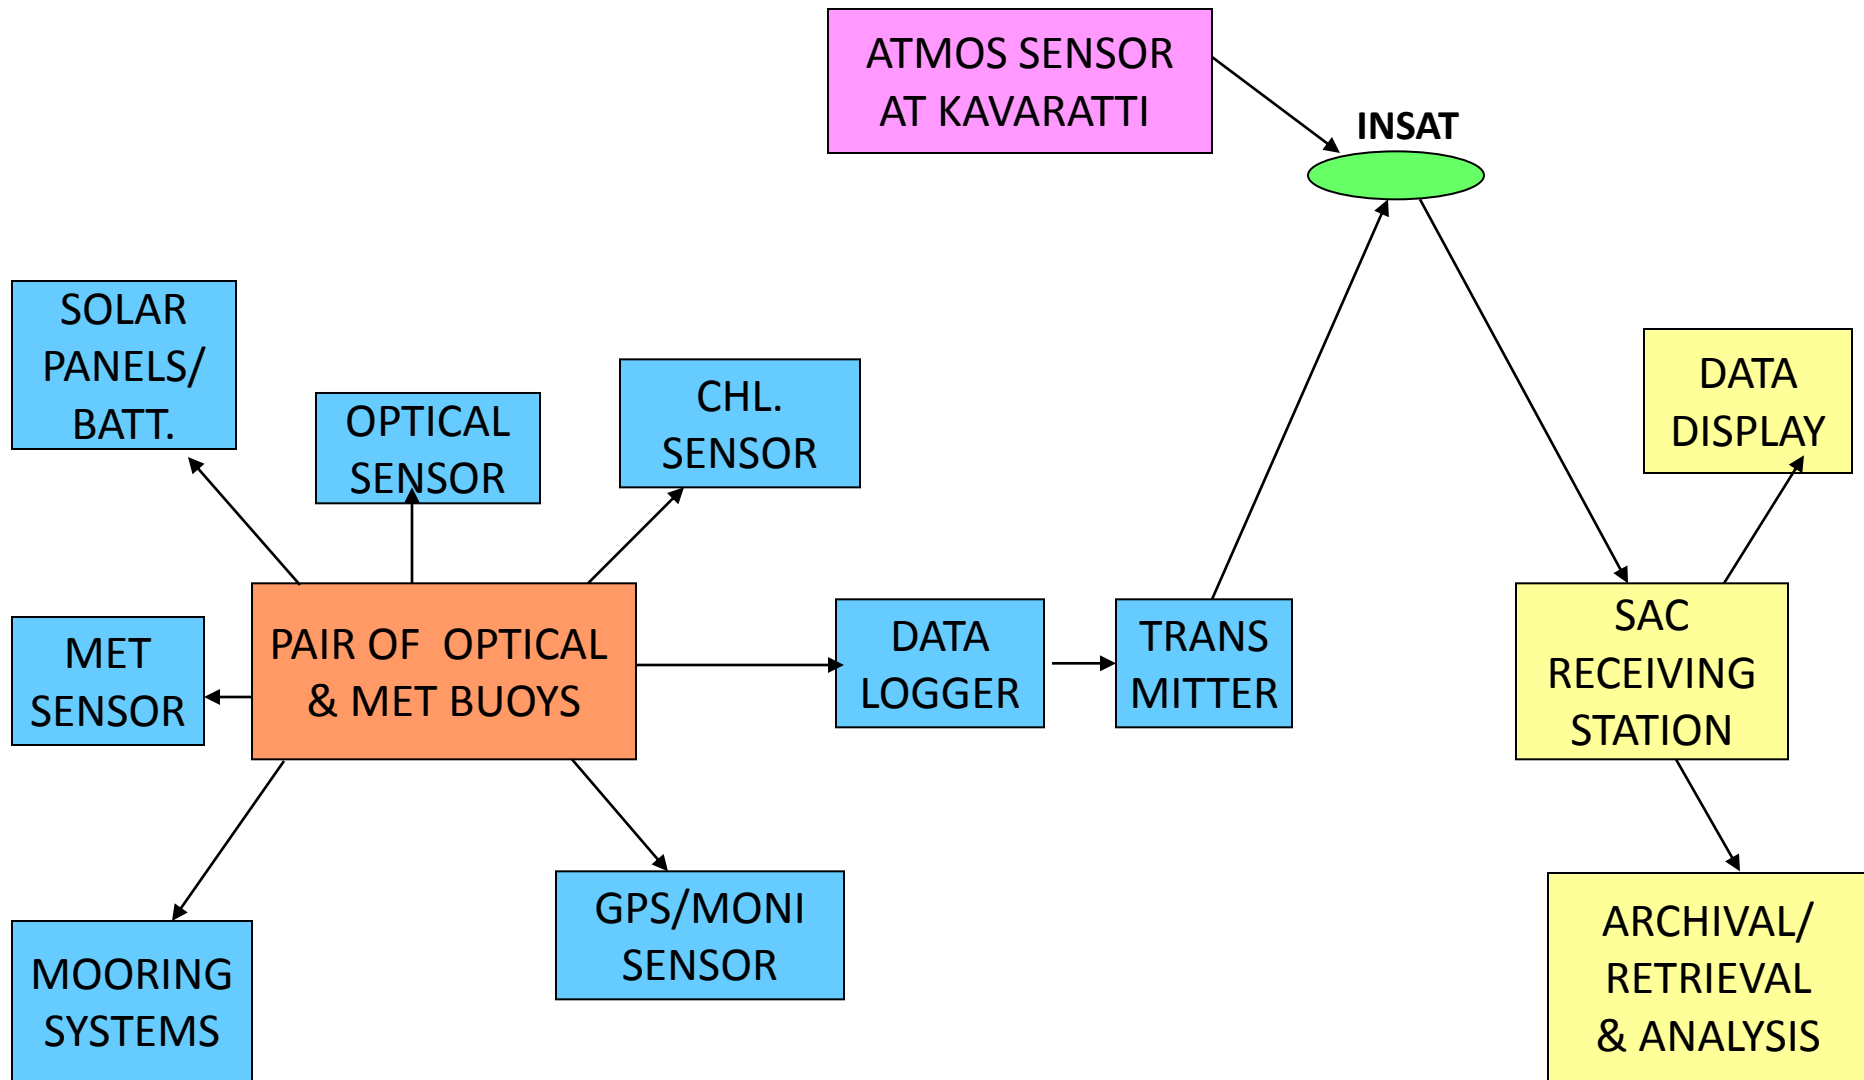 ATMOS SENSOR
AT KAVARATTI
INSAT
SOLAR
PANELS/
BATT.
OPTICAL
SENSOR
CHL.
SENSOR
DATA
DISPLAY
MET
SENSOR
PAIR OF OPTICAL
& MET BUOYS
DATA
LOGGER
TRANS
MITTER
SAC
RECEIVING
STATION
MOORING
SYSTEMS
GPS/MONI
SENSOR
ARCHIVAL/
RETRIEVAL
& ANALYSIS